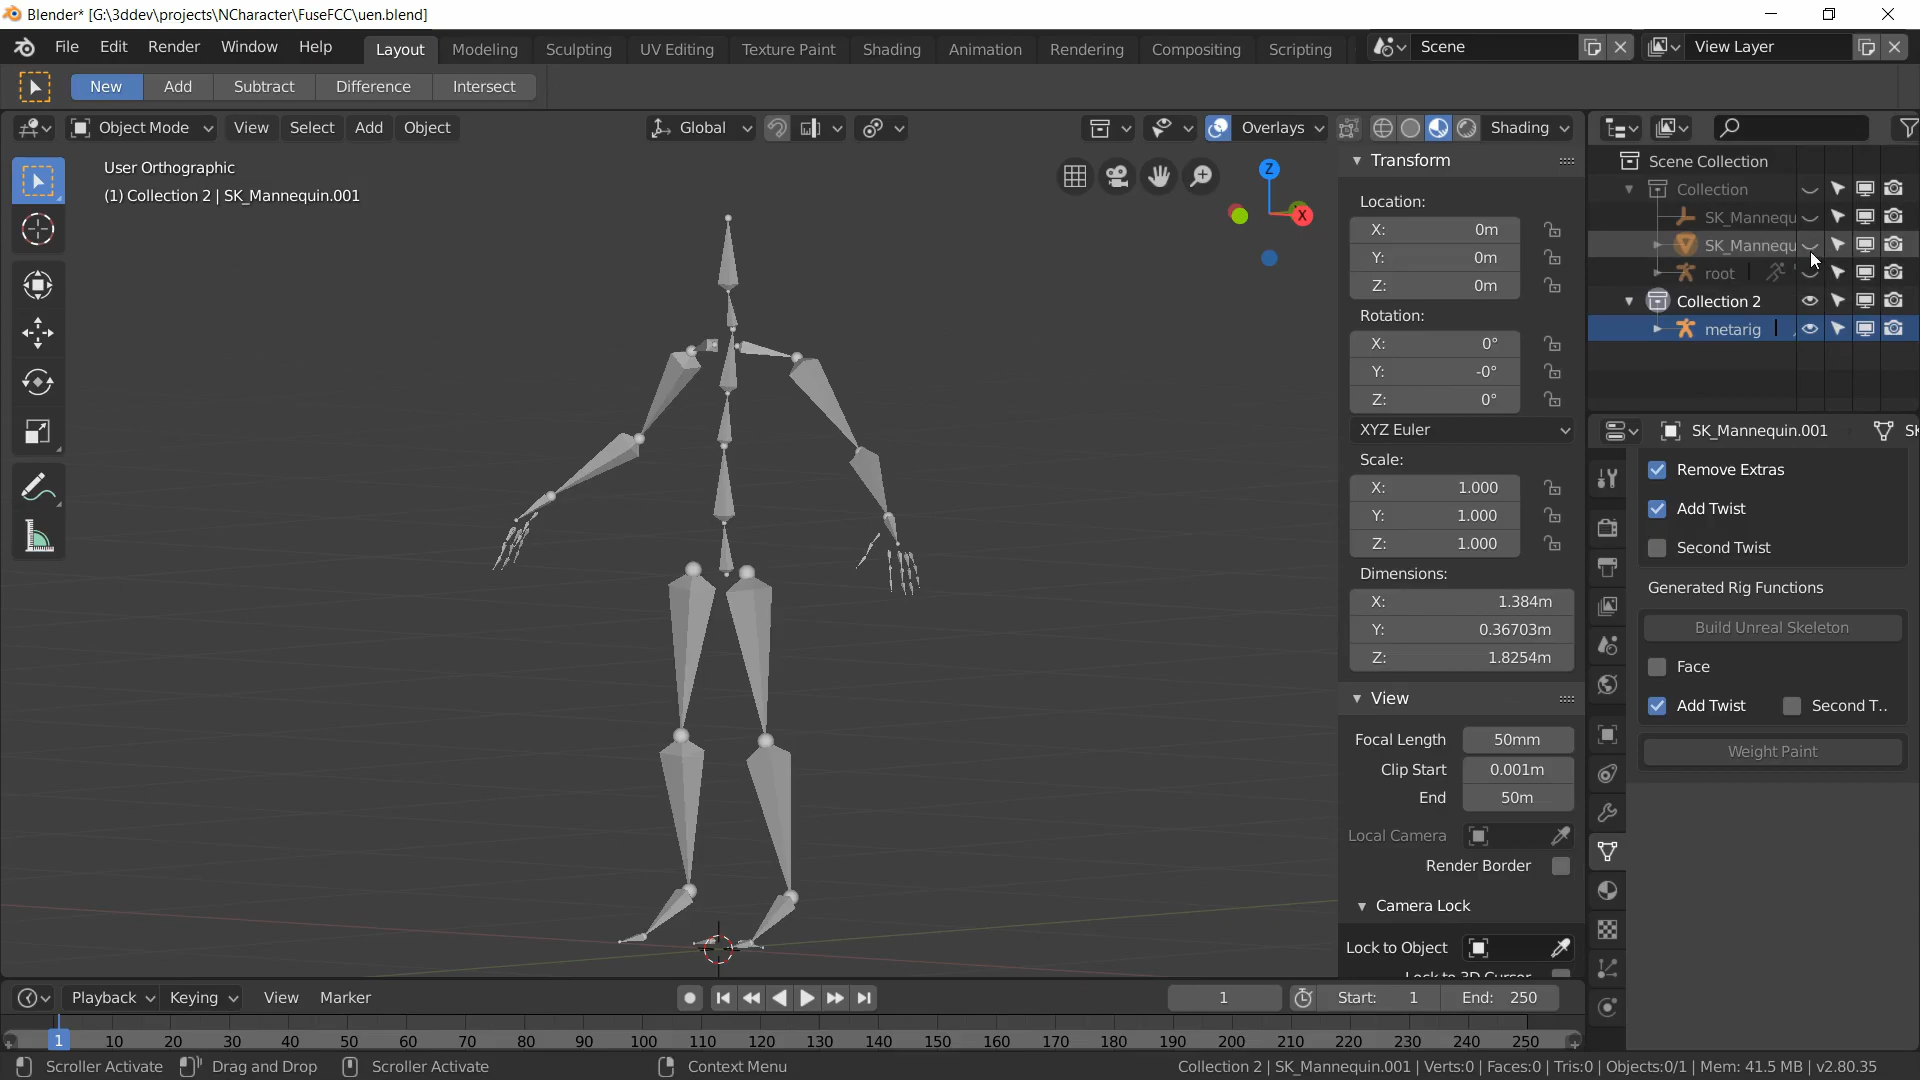 Blender* [G:\3ddev\projects\NCharacter\FuseFCC\uen.blend]
File Edit Render Window Help Layout Modeling Sculpting UV Editing Texture Paint Shading Animation Rendering Compositing Scripting Scene View Layer
New Add Subtract Difference Intersect
Object Mode View Select Add Object Global Overlays Shading
User Orthographic
(1) Collection 2 | SK_Mannequin.001
Z
X
Transform
Location:
X: 0m
Y: 0m
Z: 0m
Rotation:
X: 0°
Y: -0°
Z: 0°
XYZ Euler
Scale:
X: 1.000
Y: 1.000
Z: 1.000
Dimensions:
X: 1.384m
Y: 0.36703m
Z: 1.8254m
View
Focal Length 50mm
Clip Start 0.001m
End 50m
Local Camera
Render Border
Camera Lock
Lock to Object
Lock to 3D Cursor
Scene Collection
Collection
SK_Mannequ
SK_Mannequ
root
Collection 2
metarig
SK_Mannequin.001 SK
Remove Extras
Add Twist
Second Twist
Generated Rig Functions
Build Unreal Skeleton
Face
Add Twist Second T..
Weight Paint
Playback Keying View Marker 1 Start: 1 End: 250
1 10 20 30 40 50 60 70 80 90 100 110 120 130 140 150 160 170 180 190 200 210 220 230 240 250
Scroller Activate Drag and Drop Scroller Activate Context Menu Collection 2 | SK_Mannequin.001 | Verts:0 | Faces:0 | Tris:0 | Objects:0/1 | Mem: 41.5 MB | v2.80.35